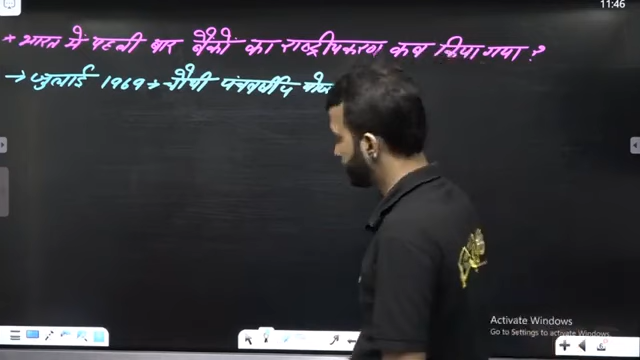 11:46
* भारत में पहली बार बैंकों का राष्ट्रीयकरण कब किया गया ?
→ जुलाई 1969 → चौथी पंचवर्षीय
Activate Windows
Go to Settings to activate Windows.